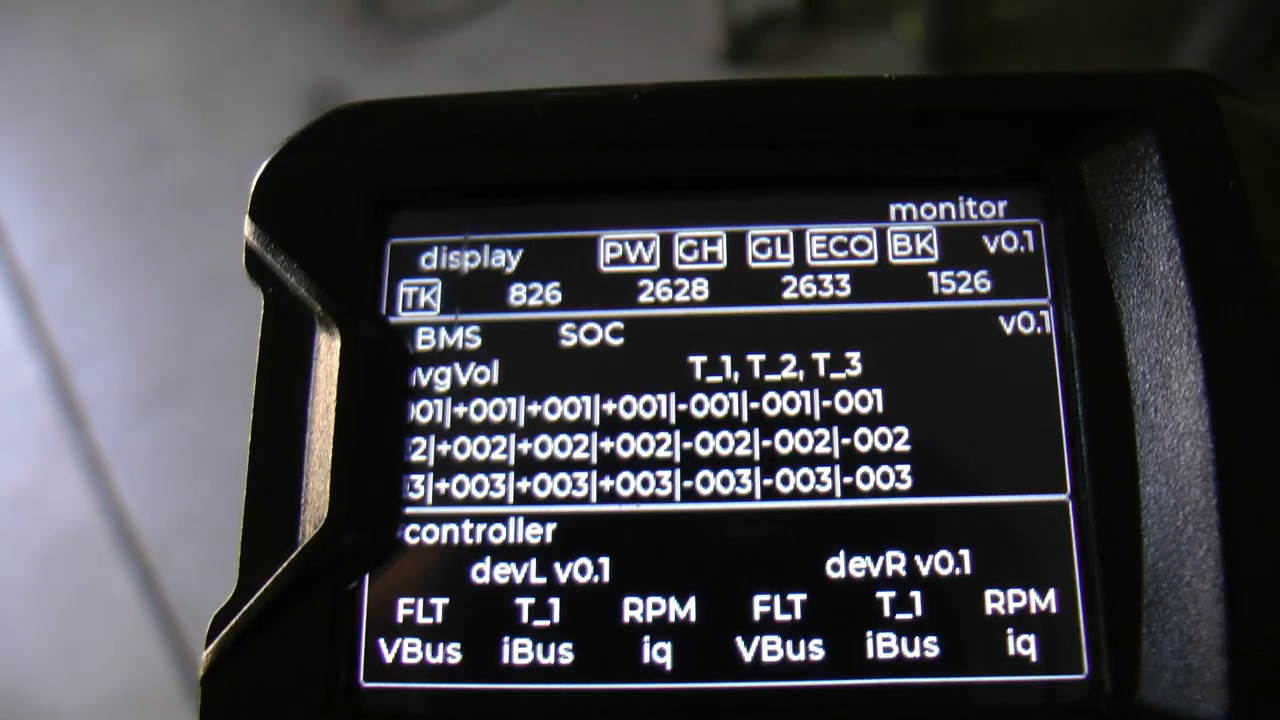 monitor
display PW GH GL ECO BK v0.1
TK 826 2628 2633 1526
BMS SOC v0.1
vgVol T_1, T_2, T_3
001|+001|+001|+001|-001|-001|-001
2|+002|+002|+002|-002|-002|-002
3|+003|+003|+003|-003|-003|-003
controller
devL v0.1 devR v0.1
FLT T_1 RPM FLT T_1 RPM
VBus iBus iq VBus iBus iq